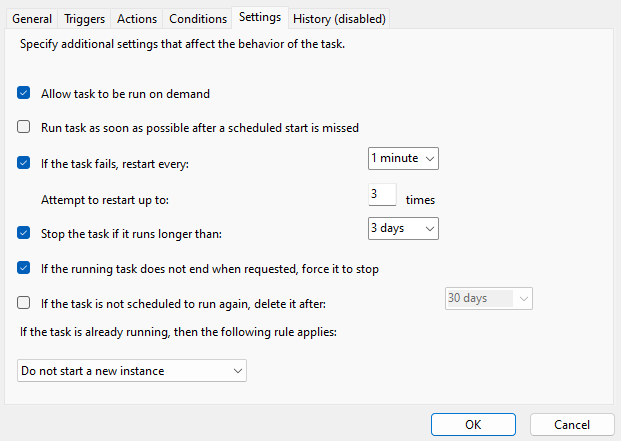 General Triggers Actions Conditions Settings History (disabled)
Specify additional settings that affect the behavior of the task.
Allow task to be run on demand
Run task as soon as possible after a scheduled start is missed
If the task fails, restart every: 1 minute
Attempt to restart up to: 3 times
Stop the task if it runs longer than: 3 days
If the running task does not end when requested, force it to stop
If the task is not scheduled to run again, delete it after: 30 days
If the task is already running, then the following rule applies:
Do not start a new instance
OK Cancel